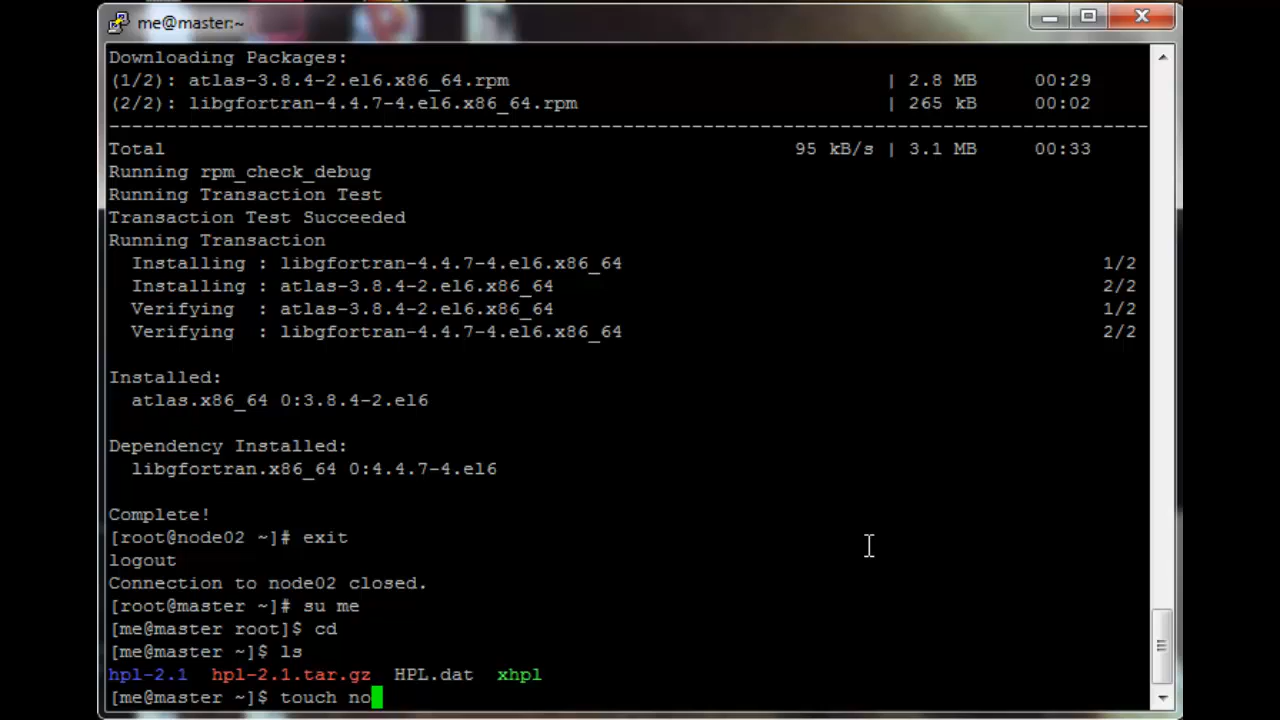 me@master:~
Downloading Packages:
(1/2): atlas-3.8.4-2.el6.x86_64.rpm | 2.8 MB 00:29
(2/2): libgfortran-4.4.7-4.el6.x86_64.rpm | 265 kB 00:02
--------------------------------------------------------------------------------
Total 95 kB/s | 3.1 MB 00:33
Running rpm_check_debug
Running Transaction Test
Transaction Test Succeeded
Running Transaction
Installing : libgfortran-4.4.7-4.el6.x86_64 1/2
Installing : atlas-3.8.4-2.el6.x86_64 2/2
Verifying : atlas-3.8.4-2.el6.x86_64 1/2
Verifying : libgfortran-4.4.7-4.el6.x86_64 2/2
Installed:
atlas.x86_64 0:3.8.4-2.el6
Dependency Installed:
libgfortran.x86_64 0:4.4.7-4.el6
Complete!
[root@node02 ~]# exit
logout
Connection to node02 closed.
[root@master ~]# su me
[me@master root]$ cd
[me@master ~]$ ls
hpl-2.1 hpl-2.1.tar.gz HPL.dat xhpl
[me@master ~]$ touch no